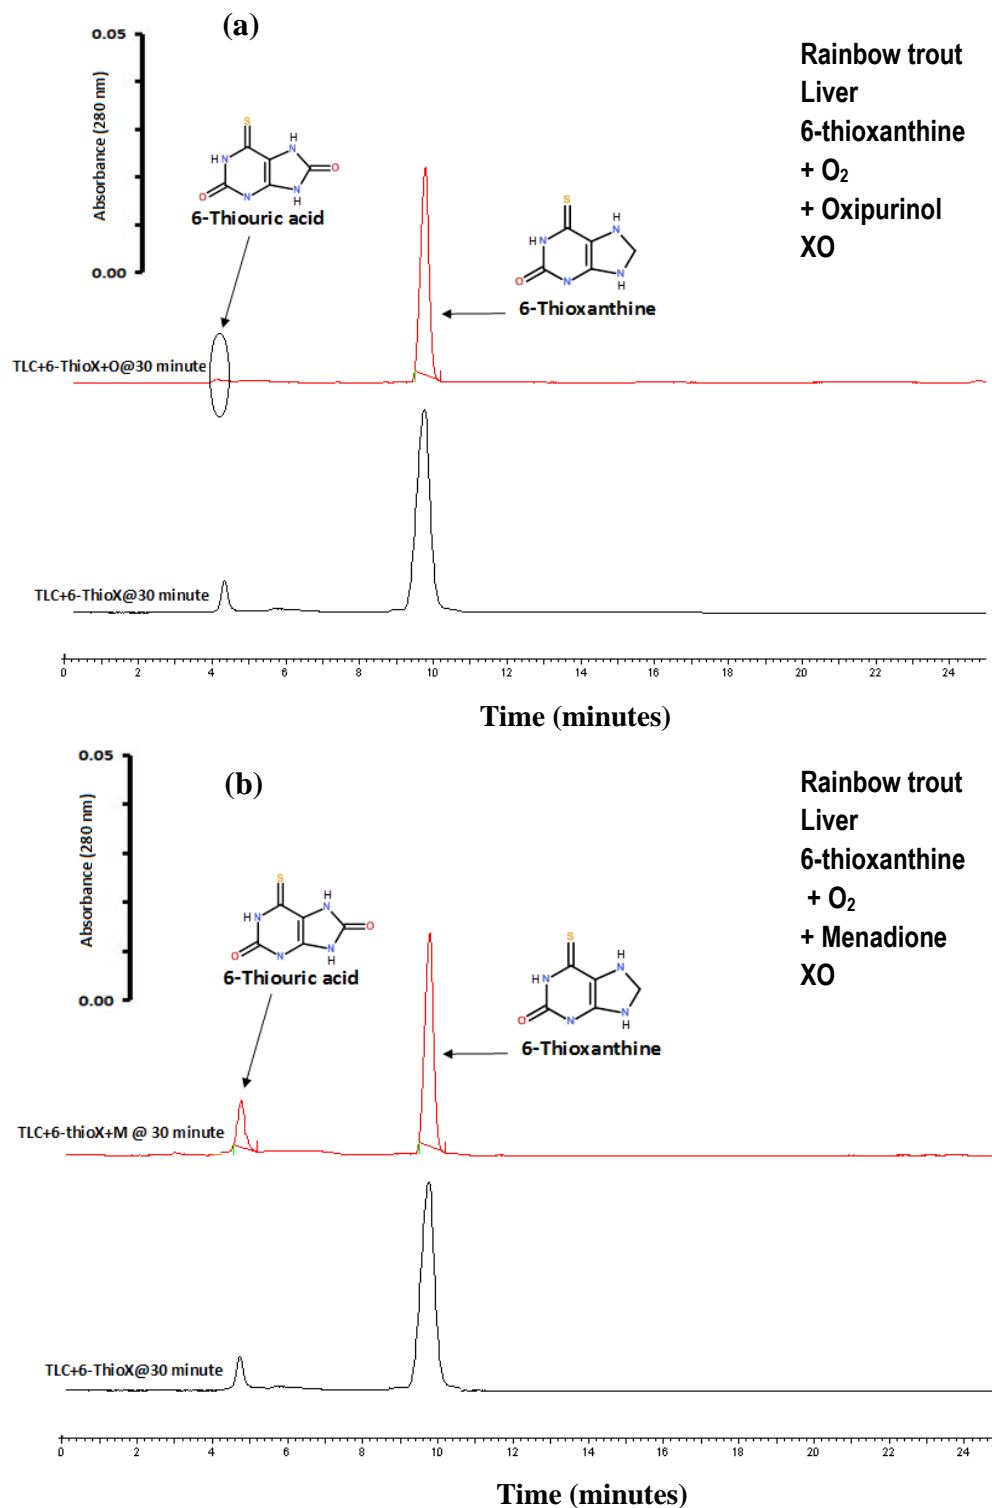 (a)
0.05
Absorbance (280 nm)
0.00
Rainbow trout
Liver
6-thioxanthine
+ O₂
+ Oxipurinol
XO
S
H
N
H N
O
O
N
N
H
6-Thiouric acid
S
H
N
H N
O
N
N
H
6-Thioxanthine
TLC+6-ThioX+O@30 minute
TLC+6-ThioX@30 minute
0 2 4 6 8 10 12 14 16 18 20 22 24
Time (minutes)
(b)
0.05
Absorbance (280 nm)
0.00
Rainbow trout
Liver
6-thioxanthine
+ O₂
+ Menadione
XO
S
H
N
H N
O
O
N
N
H
6-Thiouric acid
S
H
N
H N
O
N
N
H
6-Thioxanthine
TLC+6-thioX+M @ 30 minute
TLC+6-ThioX@30 minute
0 2 4 6 8 10 12 14 16 18 20 22 24
Time (minutes)